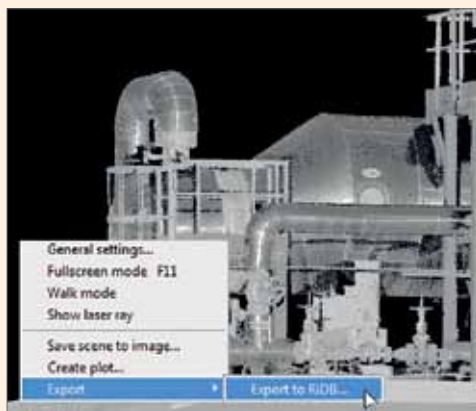 General settings...
Fullscreen mode F11
Walk mode
Show laser ray
Save scene to image...
Create plot...
Export
Export to RiDB...